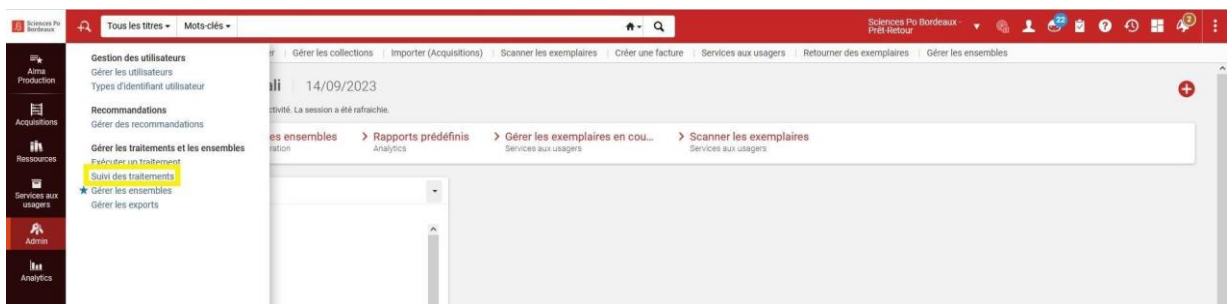 Sciences Po
Bordeaux
Tous les titres
Mots-clés
Sciences Po Bordeaux -
Prêt-Retour
22
2
Alma
Production
Acquisitions
Ressources
Services aux
usagers
Admin
Analytics
Gestion des utilisateurs
Gérer les utilisateurs
Types d'identifiant utilisateur
Recommandations
Gérer des recommandations
Gérer les traitements et les ensembles
Exécuter un traitement
Suivi des traitements
Gérer les ensembles
Gérer les exports
er Gérer les collections Importer (Acquisitions) Scanner les exemplaires Créer une facture Services aux usagers Retourner des exemplaires Gérer les ensembles
ali 14/09/2023
ctivité. La session a été rafraichie.
es ensembles > Rapports prédéfinis > Gérer les exemplaires en cou... > Scanner les exemplaires
ration Analytics Services aux usagers Services aux usagers